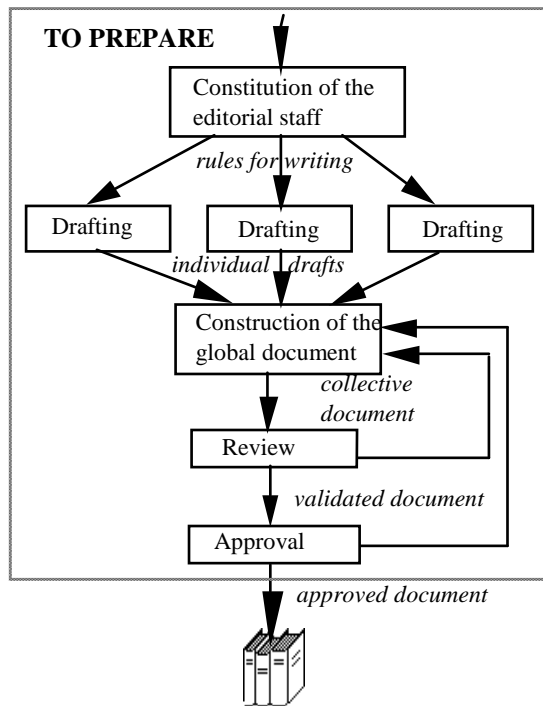 TO PREPARE
Constitution of the
editorial staff
rules for writing
Drafting
Drafting
Drafting
individual drafts
Construction of the
global document
collective
document
Review
validated document
Approval
approved document